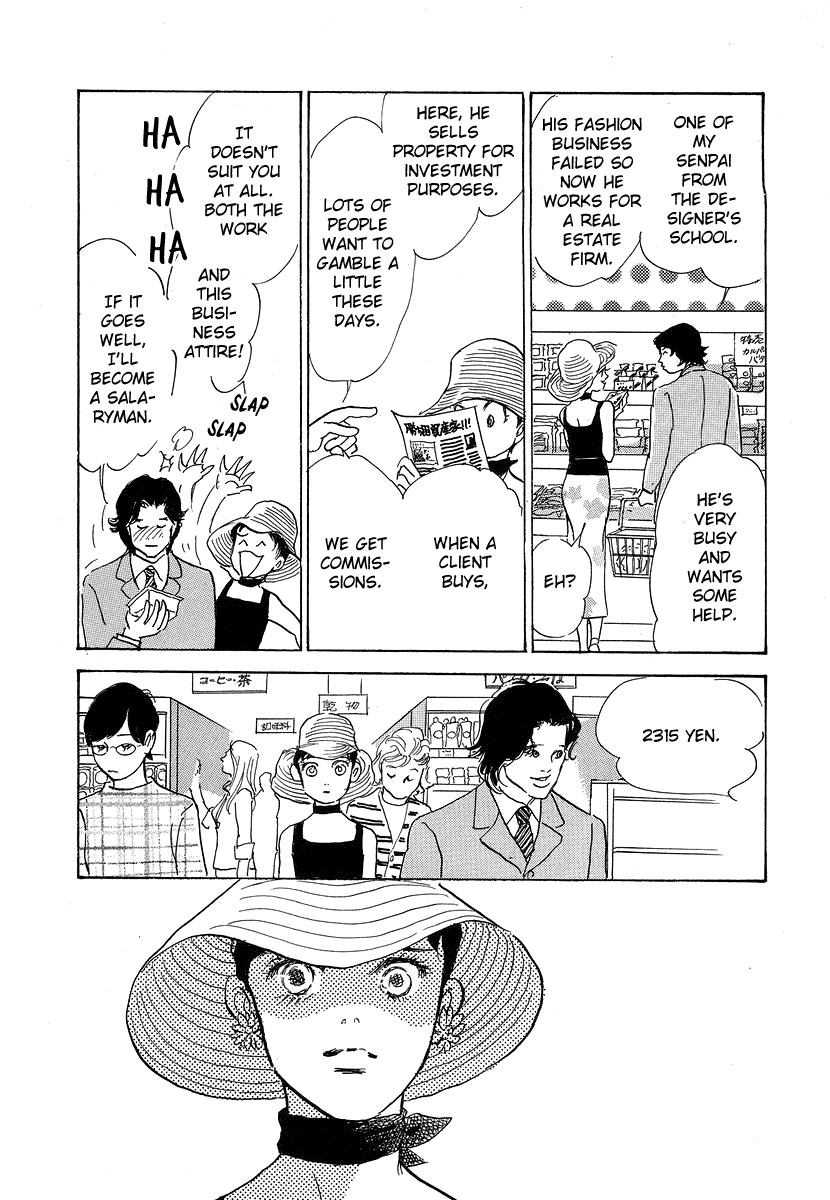 ONE OF
MY
SENPAI
FROM
THE DE-
SIGNER'S
SCHOOL.
HIS FASHION
BUSINESS
FAILED SO
NOW HE
WORKS FOR
A REAL
ESTATE
FIRM.
HE'S
VERY
BUSY
AND
WANTS
SOME
HELP.
EH?
HERE, HE
SELLS
PROPERTY FOR
INVESTMENT
PURPOSES.
LOTS OF
PEOPLE
WANT TO
GAMBLE A
LITTLE
THESE
DAYS.
WHEN A
CLIENT
BUYS,
WE GET
COMMIS-
SIONS.
IT
DOESN'T
SUIT YOU
AT ALL.
BOTH THE
WORK
AND
THIS
BUSI-
NESS
ATTIRE!
HA
HA
HA
SLAP
SLAP
IF IT
GOES
WELL,
I'LL
BECOME
A SALA-
RYMAN.
コーヒー・茶
乾物
調味料
2315 YEN.